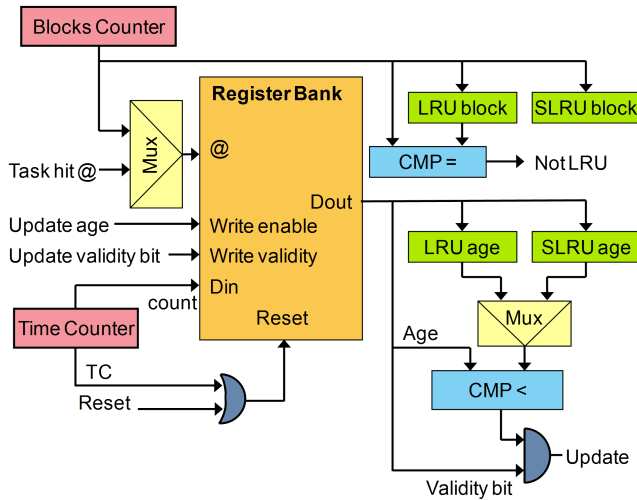 Blocks Counter
Register Bank
LRU block
SLRU block
Mux
@
Task hit @
CMP =
Not LRU
Dout
Update age
Write enable
Update validity bit
Write validity
LRU age
SLRU age
count
Din
Time Counter
Reset
Mux
Age
TC
Reset
CMP <
Update
Validity bit